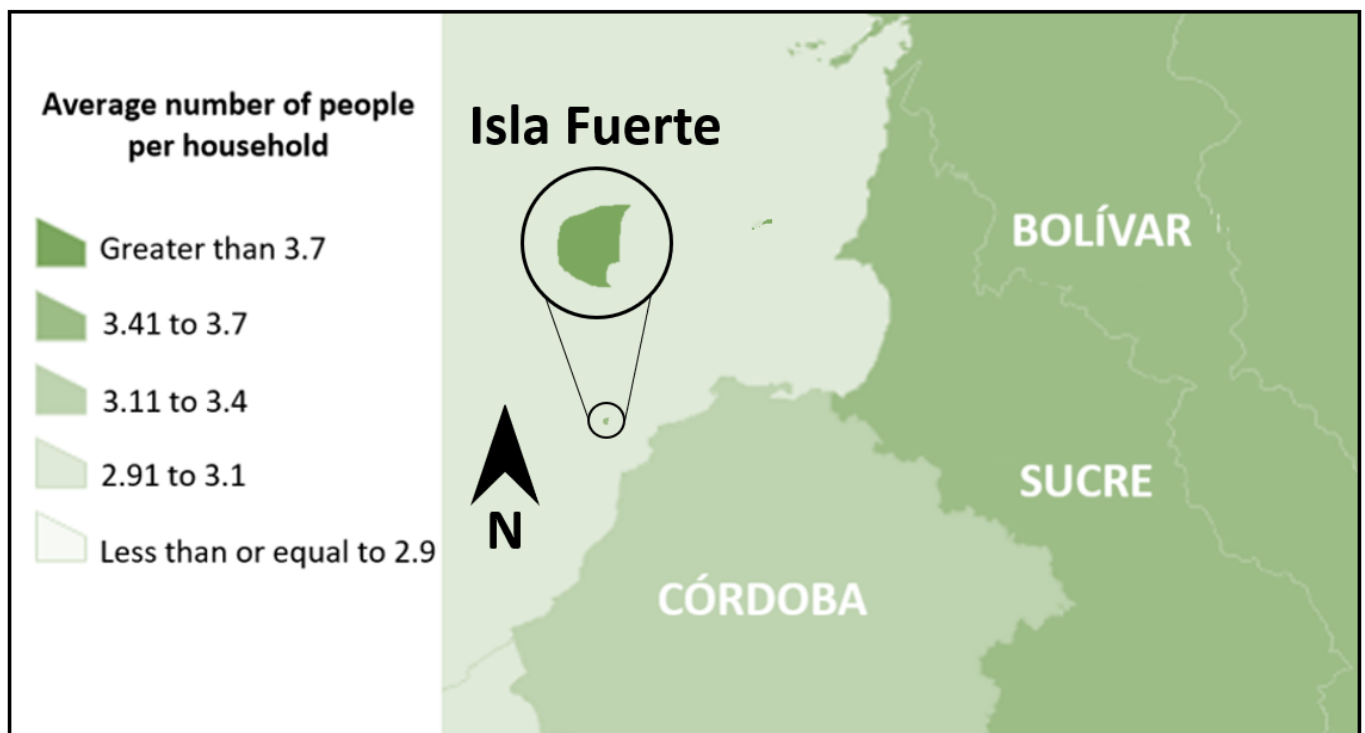 Average number of people
per household
Greater than 3.7
3.41 to 3.7
3.11 to 3.4
2.91 to 3.1
Less than or equal to 2.9
Isla Fuerte
N
BOLÍVAR
SUCRE
CÓRDOBA